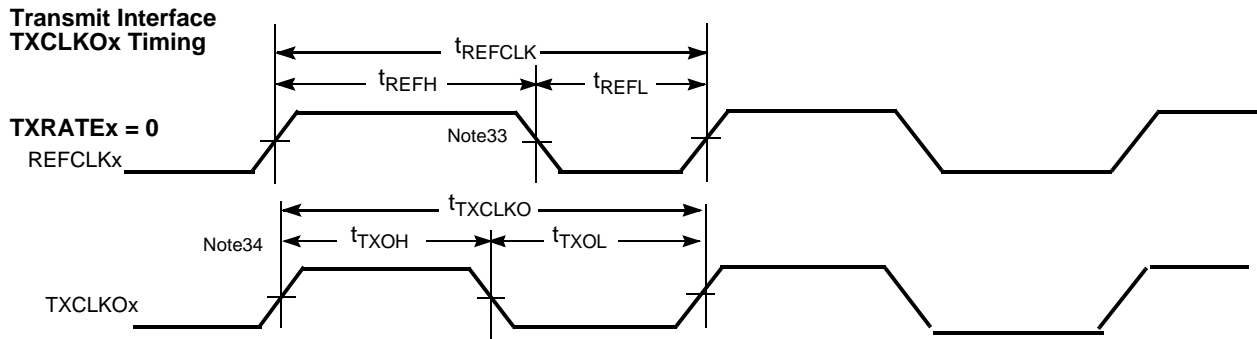 Transmit Interface
TXCLKOx Timing
tREFCLK
tREFH
tREFL
TXRATEx = 0
Note33
REFCLKx
tTXCLKO
Note34
tTXOH
tTXOL
TXCLKOx